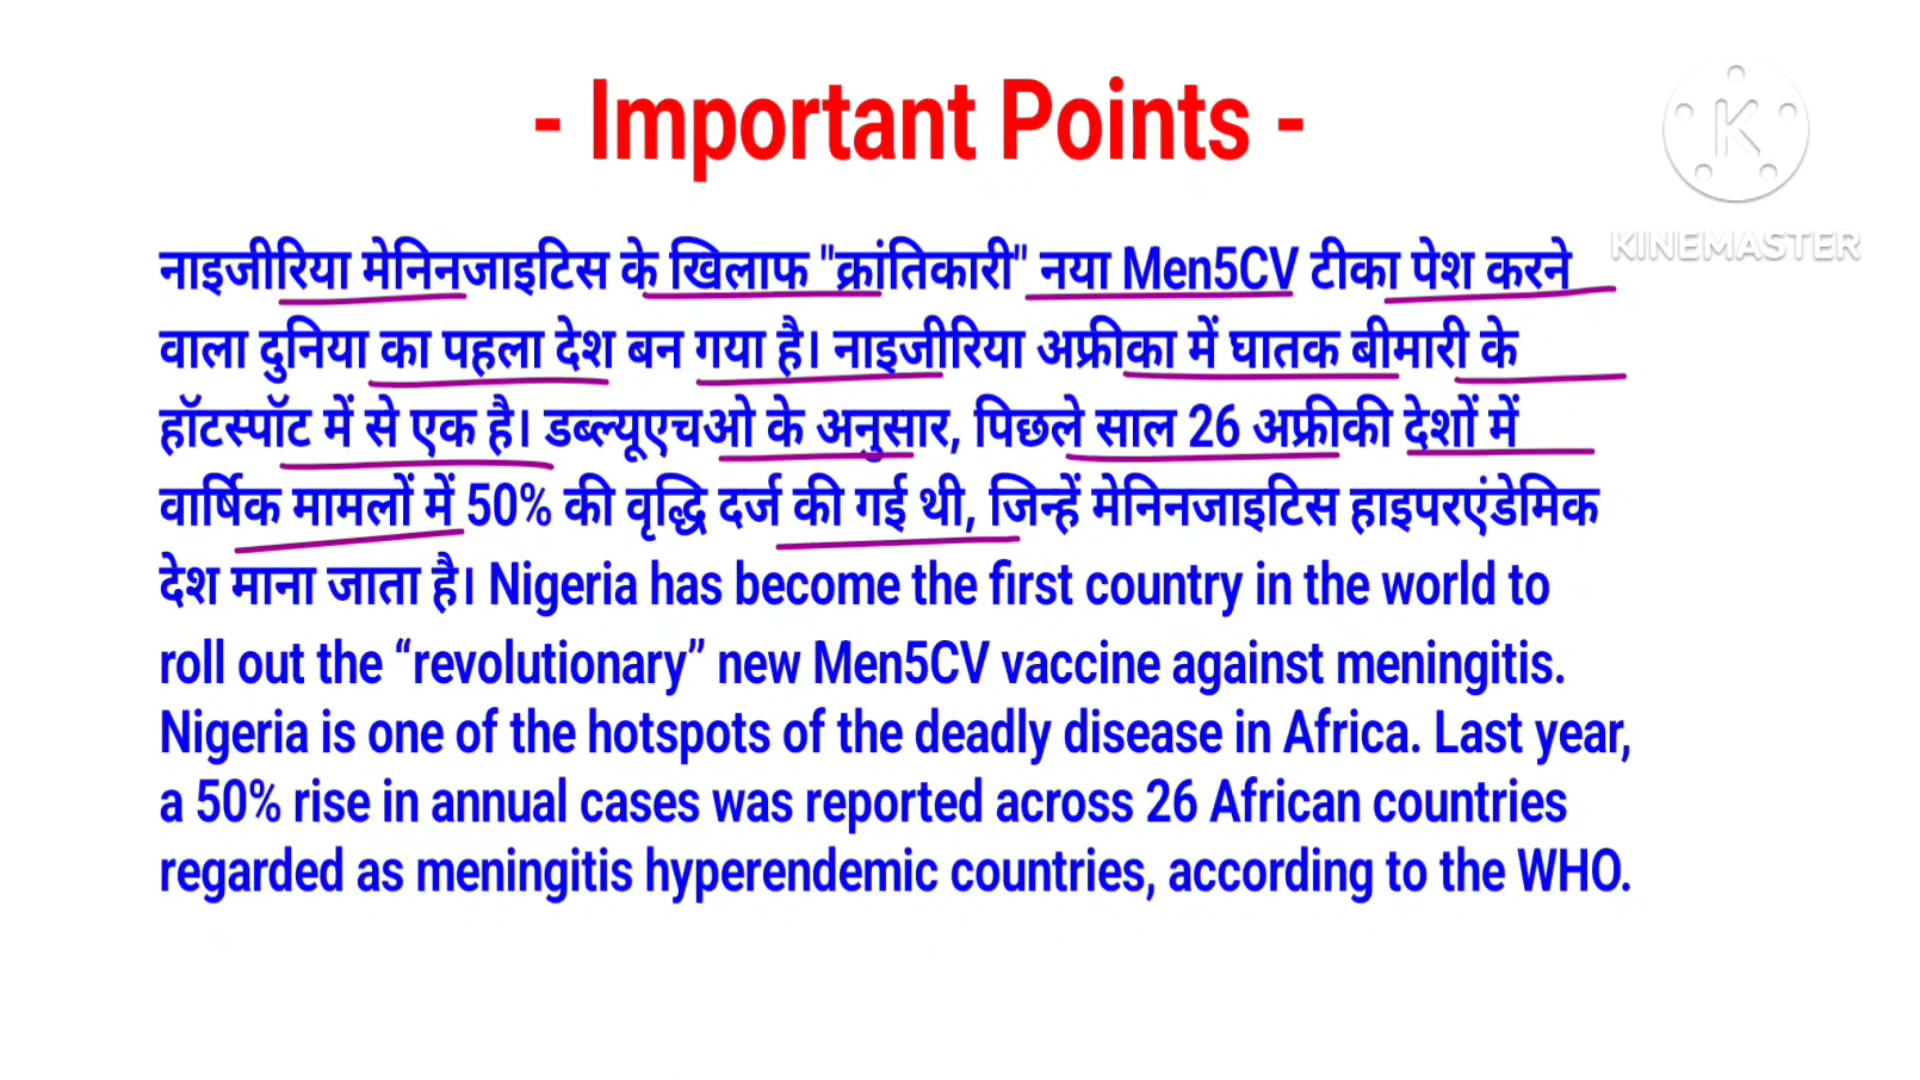 - Important Points -
K
KINEMASTER
नाइजीरिया मेनिनजाइटिस के खिलाफ "क्रांतिकारी" नया Men5CV टीका पेश करने
वाला दुनिया का पहला देश बन गया है। नाइजीरिया अफ्रीका में घातक बीमारी के
हॉटस्पॉट में से एक है। डब्ल्यूएचओ के अनुसार, पिछले साल 26 अफ्रीकी देशों में
वार्षिक मामलों में 50% की वृद्धि दर्ज की गई थी, जिन्हें मेनिनजाइटिस हाइपरएंडेमिक
देश माना जाता है। Nigeria has become the first country in the world to
roll out the “revolutionary” new Men5CV vaccine against meningitis.
Nigeria is one of the hotspots of the deadly disease in Africa. Last year,
a 50% rise in annual cases was reported across 26 African countries
regarded as meningitis hyperendemic countries, according to the WHO.